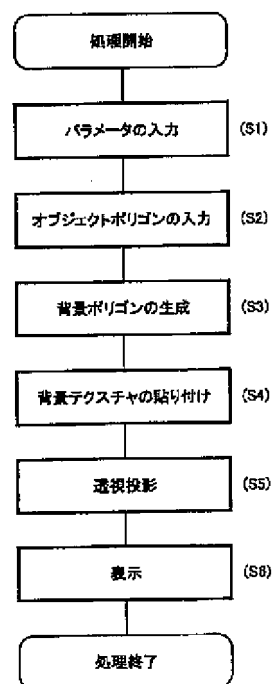 処理開始
パラメータの入力 (S1)
オブジェクトポリゴンの入力 (S2)
背景ポリゴンの生成 (S3)
背景テクスチャの貼り付け (S4)
透視投影 (S5)
表示 (S6)
処理終了